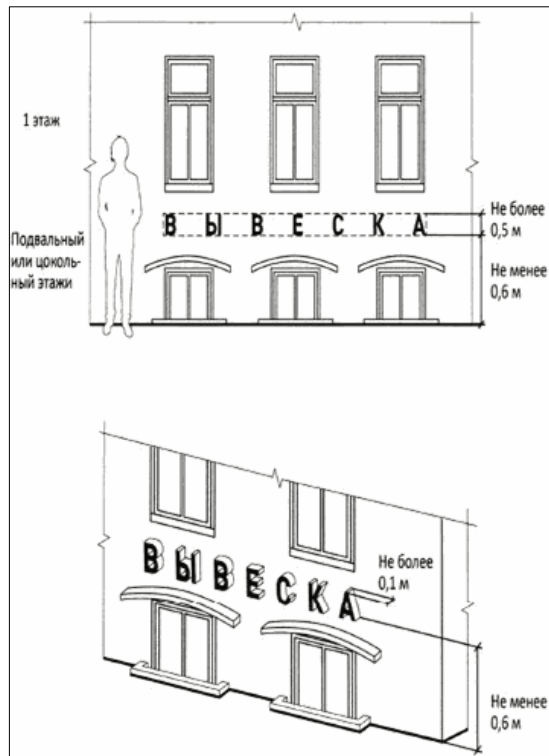 1 этаж
Подвальный
или цоколь-
ный этажи
В Ы В Е С К А
Не более
0,5 м
Не менее
0,6 м
ВЫВЕСКА
Не более
0,1 м
Не менее
0,6 м